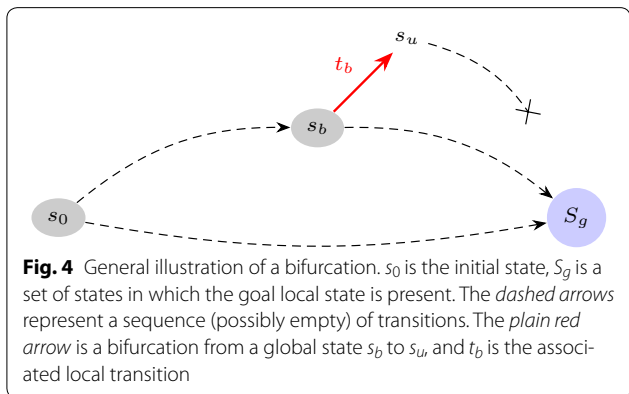 s_u
t_b
s_b
s_0
S_g
Fig. 4 General illustration of a bifurcation. s_0 is the initial state, S_g is a
set of states in which the goal local state is present. The dashed arrows
represent a sequence (possibly empty) of transitions. The plain red
arrow is a bifurcation from a global state s_b to s_u, and t_b is the associ-
ated local transition